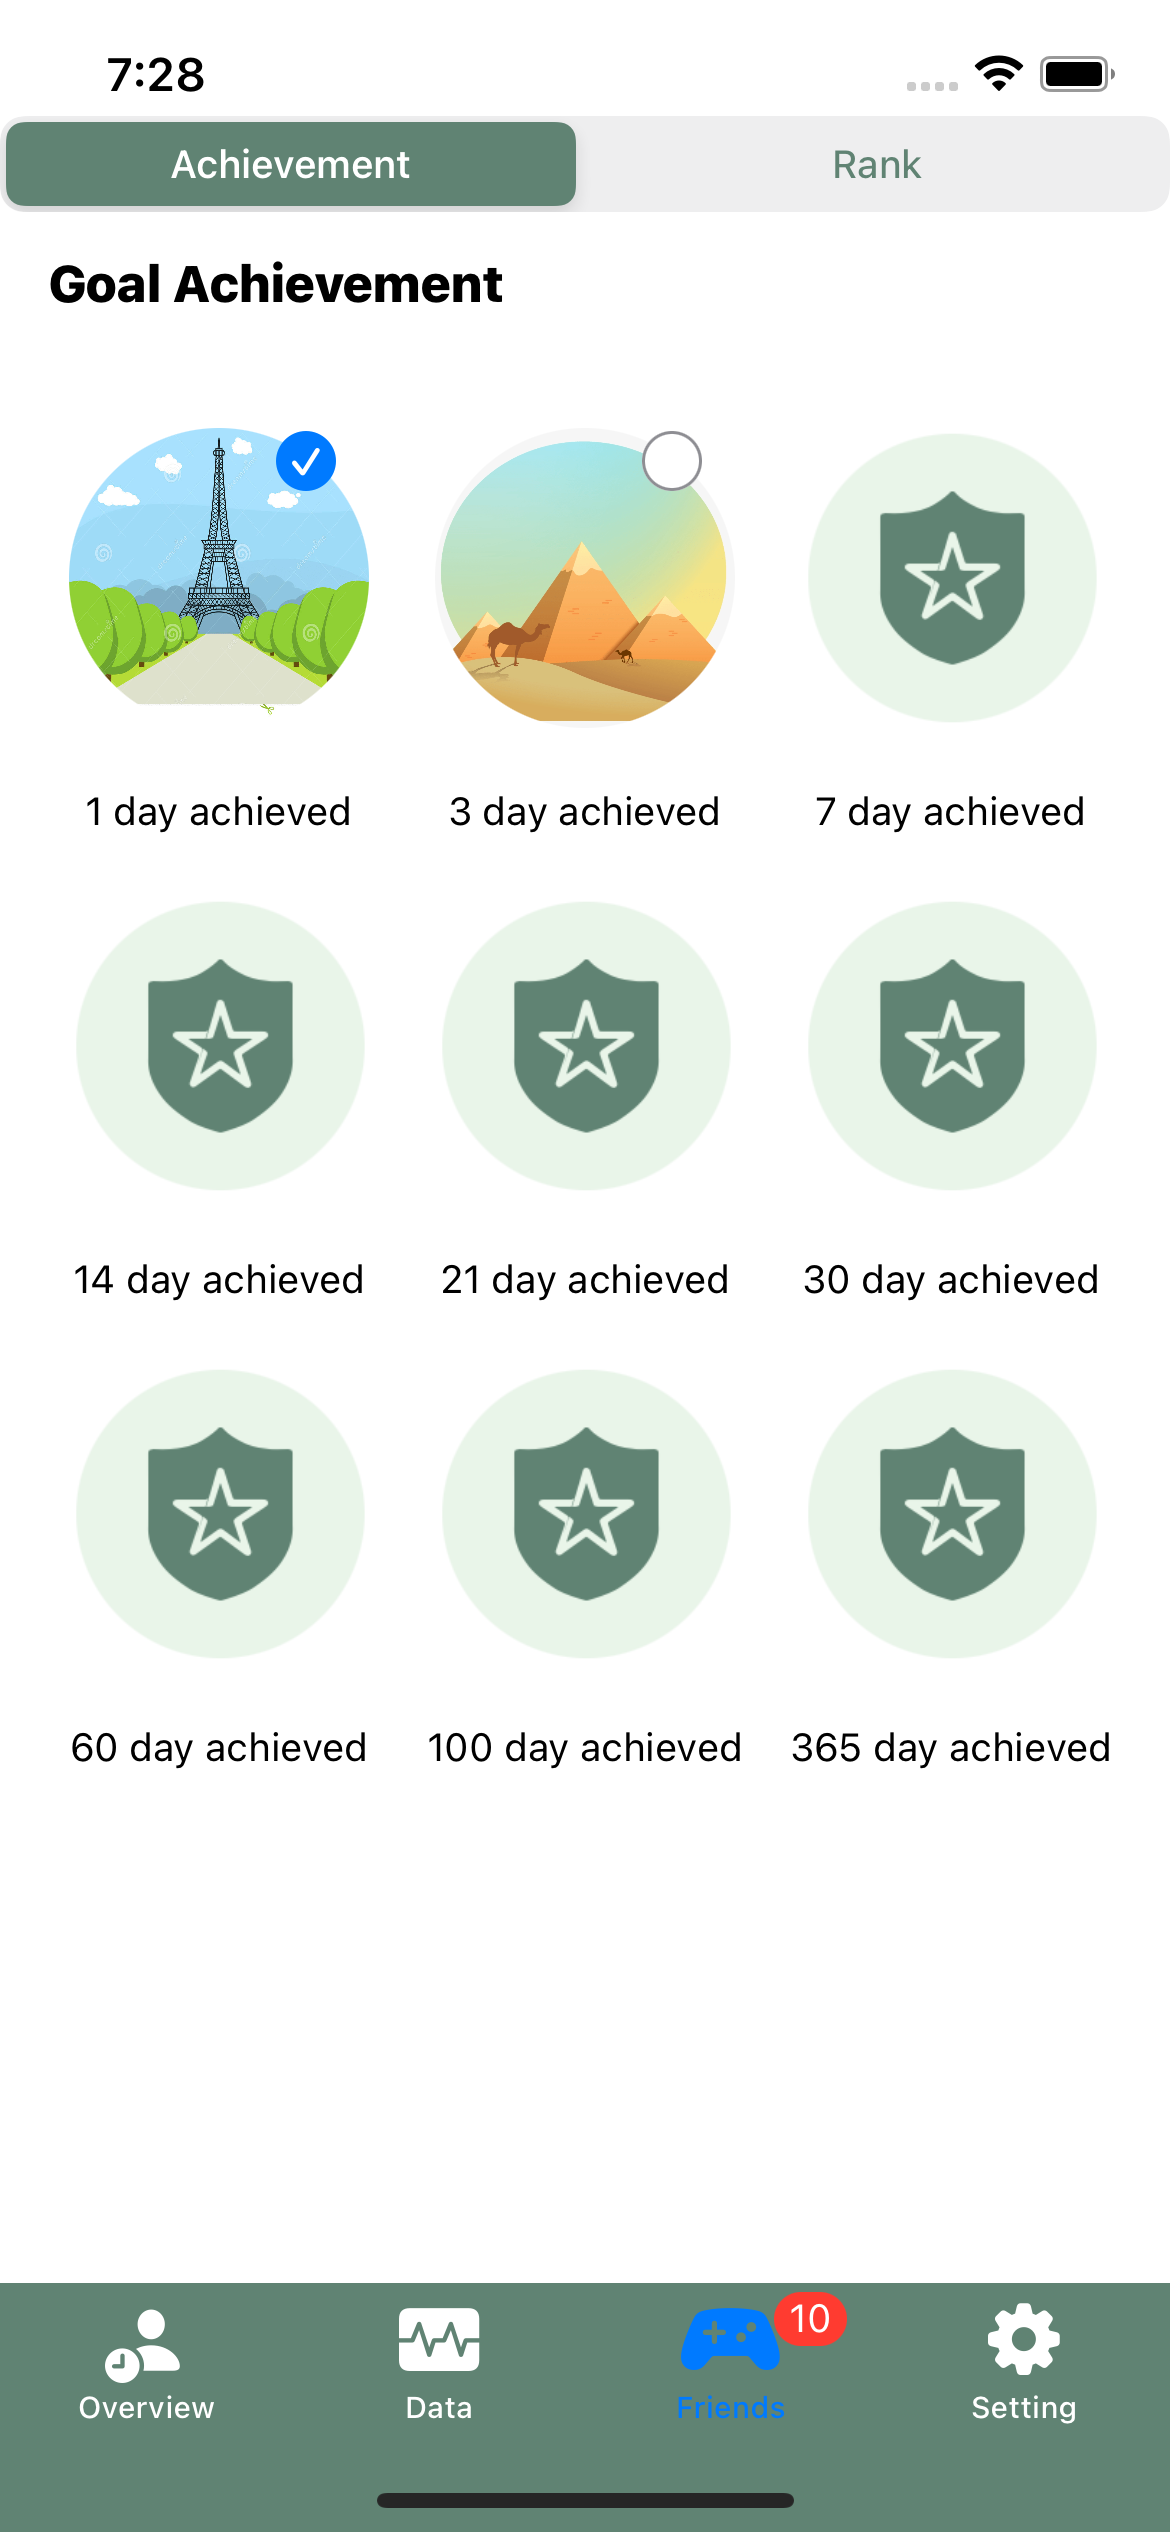 7:28
Achievement
Rank
Goal Achievement
1 day achieved
3 day achieved
7 day achieved
14 day achieved
21 day achieved
30 day achieved
60 day achieved
100 day achieved
365 day achieved
10
Overview
Data
Friends
Setting